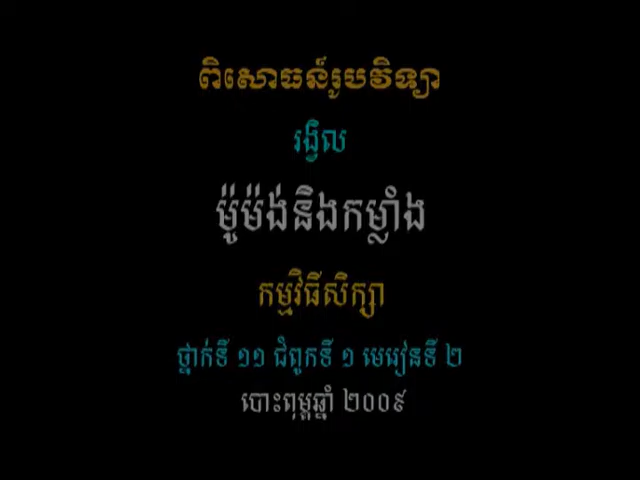 ពិសោធន៍រូបវិទ្យា
រង្វិល
ម៉ូម៉ង់និងកម្លាំង
កម្មវិធីសិក្សា
ថ្នាក់ទី ១១ ជំពូកទី ១ មេរៀនទី ២
បោះពុម្ពឆ្នាំ ២០០៩